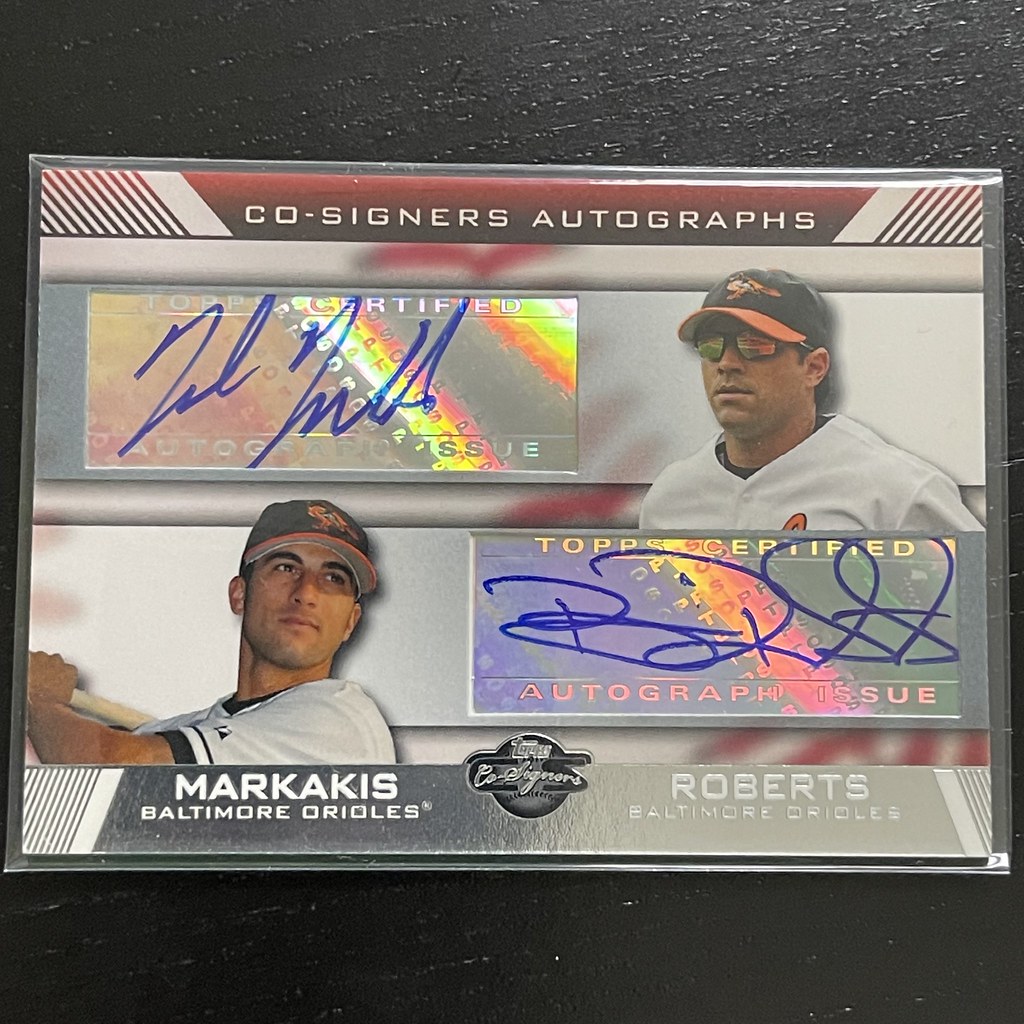 CO-SIGNERS AUTOGRAPHS
TOPPS CERTIFIED
AUTOGRAPH ISSUE
TOPPS CERTIFIED
AUTOGRAPH ISSUE
Topps
Co-Signers
MARKAKIS
BALTIMORE ORIOLES®
ROBERTS
BALTIMORE ORIOLES